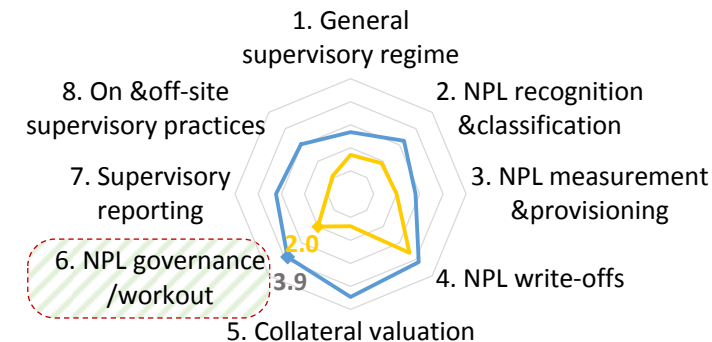 1. General
supervisory regime
2. NPL recognition
&classification
3. NPL measurement
&provisioning
4. NPL write-offs
5. Collateral valuation
6. NPL governance
/workout
7. Supervisory
reporting
8. On &off-site
supervisory practices
2.0
3.9